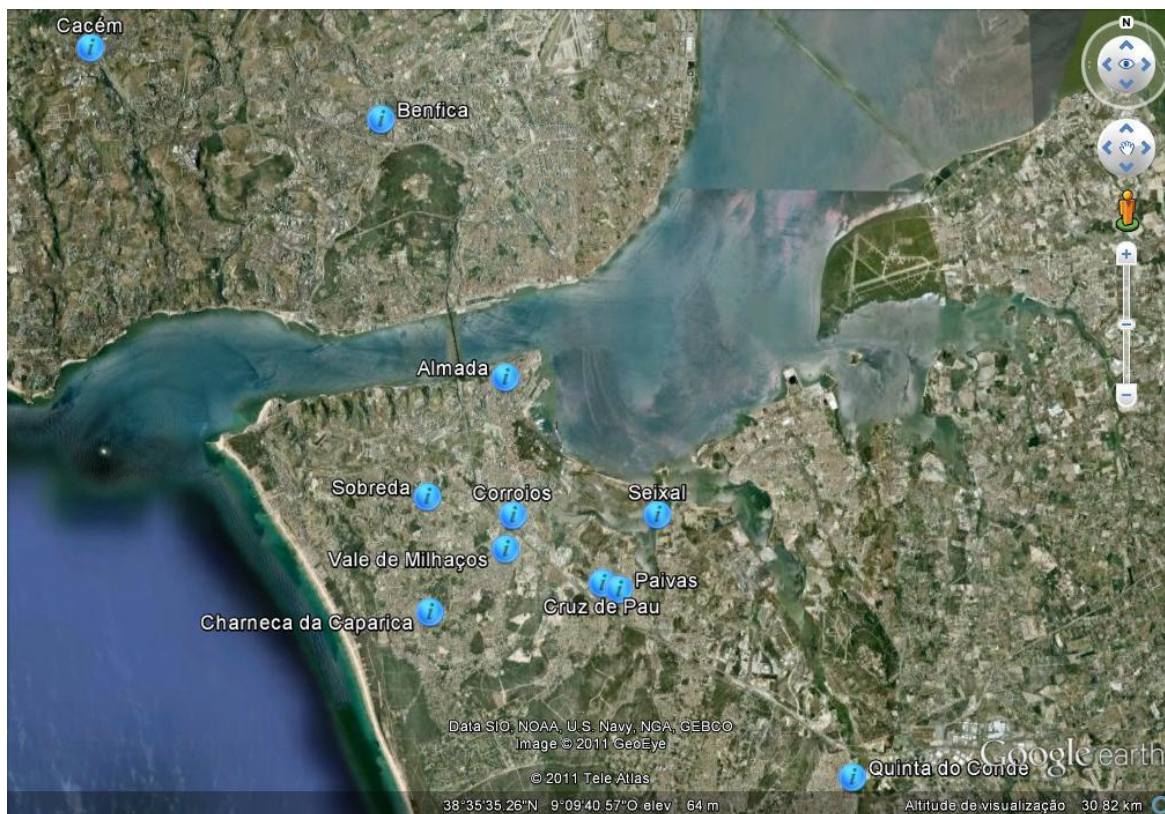 Cacém
N
Benfica
Almada
Sobreda
Corroios
Seixal
Vale de Milhaços
Paivas
Cruz de Pau
Charneca da Caparica
Data SIO, NOAA, U.S. Navy, NGA, GEBCO
Image © 2011 GeoEye
© 2011 Tele Atlas
Quinta do Conde
Google earth
38°35'35.26"N 9°09'40.57"O elev 64 m
Altitude de visualização 30.82 km